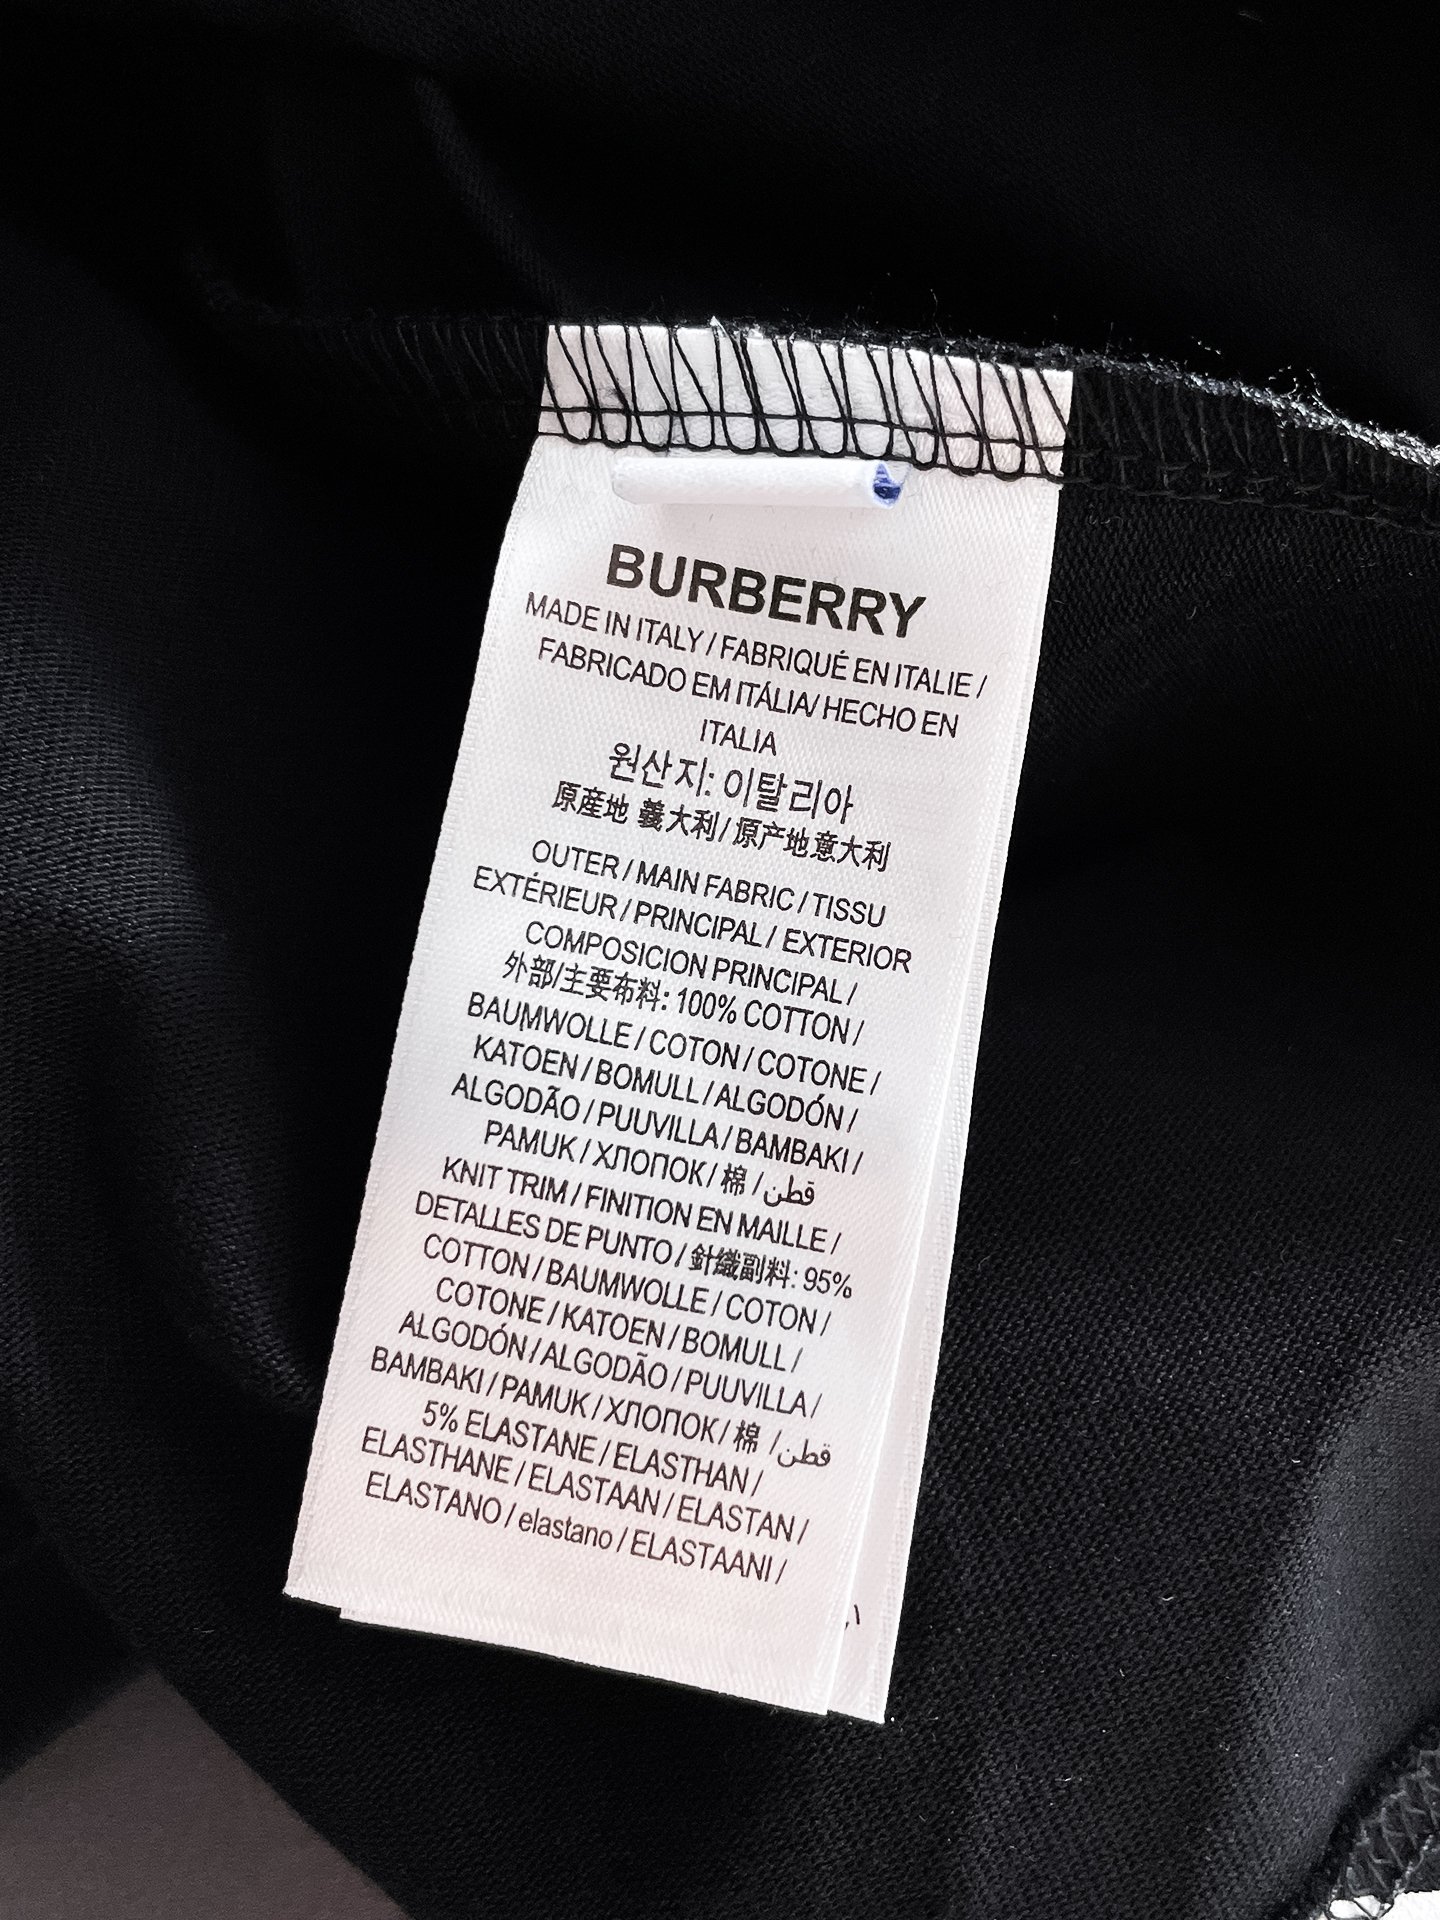 BURBERRY
MADE IN ITALY / FABRIQUÉ EN ITALIE /
FABRICADO EM ITÁLIA/ HECHO EN
ITALIA
원산지: 이탈리아
原産地 義大利 / 原产地意大利
OUTER / MAIN FABRIC / TISSU
EXTÉRIEUR / PRINCIPAL / EXTERIOR
COMPOSICION PRINCIPAL /
外部/主要布料: 100% COTTON /
BAUMWOLLE / COTON / COTONE /
KATOEN / BOMULL / ALGODÓN /
ALGODÃO / PUUVILLA / BAMBAKI /
PAMUK / ХЛОПОК / 棉 / قطن
KNIT TRIM / FINITION EN MAILLE /
DETALLES DE PUNTO / 針織副料: 95%
COTTON / BAUMWOLLE / COTON /
COTONE / KATOEN / BOMULL /
ALGODÓN / ALGODÃO / PUUVILLA /
BAMBAKI / PAMUK / ХЛОПОК / 棉 / قطن
5% ELASTANE / ELASTHAN /
ELASTHANE / ELASTAAN / ELASTAN /
ELASTANO / elastano / ELASTAANI /